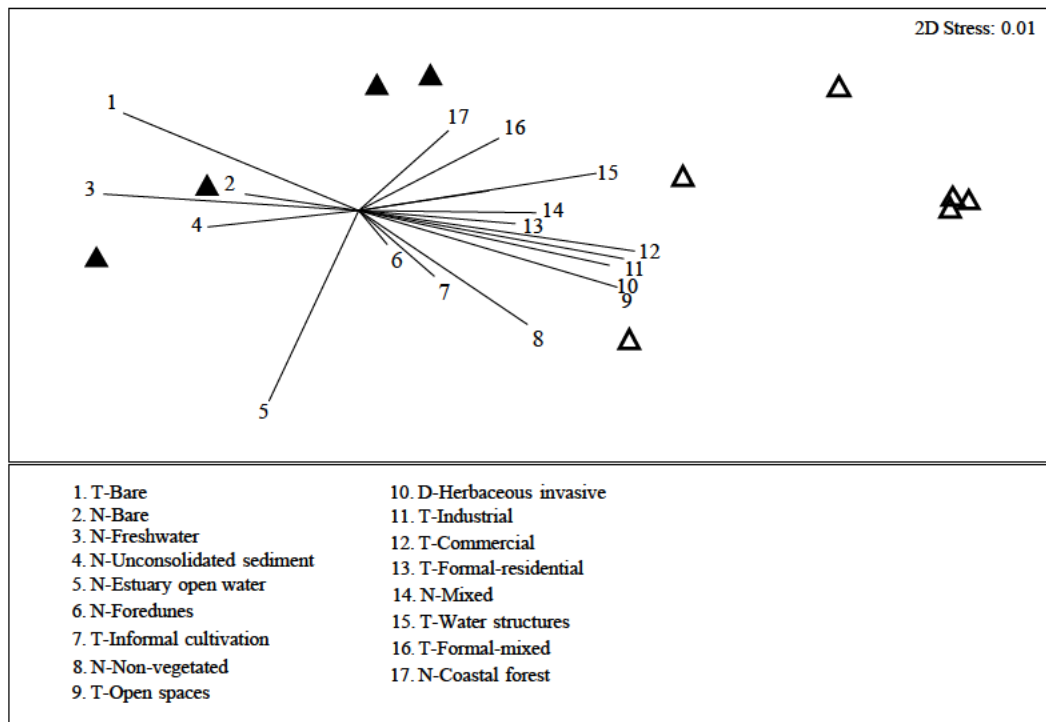 2D Stress: 0.01
1
17
16
15
3
2
4
14
13
12
6
11
7
10
9
8
5
1. T-Bare
2. N-Bare
3. N-Freshwater
4. N-Unconsolidated sediment
5. N-Estuary open water
6. N-Foredunes
7. T-Informal cultivation
8. N-Non-vegetated
9. T-Open spaces
10. D-Herbaceous invasive
11. T-Industrial
12. T-Commercial
13. T-Formal-residential
14. N-Mixed
15. T-Water structures
16. T-Formal-mixed
17. N-Coastal forest